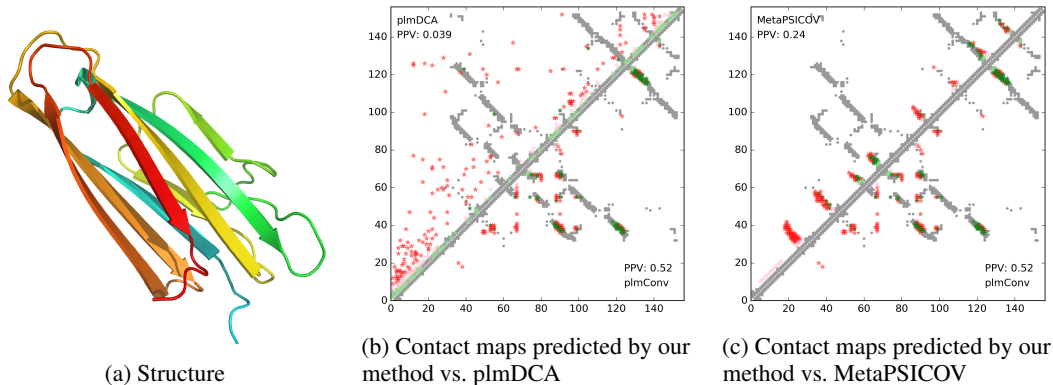 plmDCA
PPV: 0.039
140
120
100
80
60
40
20
0
0 20 40 60 80 100 120 140
PPV: 0.52
plmConv
MetaPSICOV
PPV: 0.24
140
120
100
80
60
40
20
0
0 20 40 60 80 100 120 140
PPV: 0.52
plmConv
(a) Structure
(b) Contact maps predicted by our
method vs. plmDCA
(c) Contact maps predicted by our
method vs. MetaPSICOV